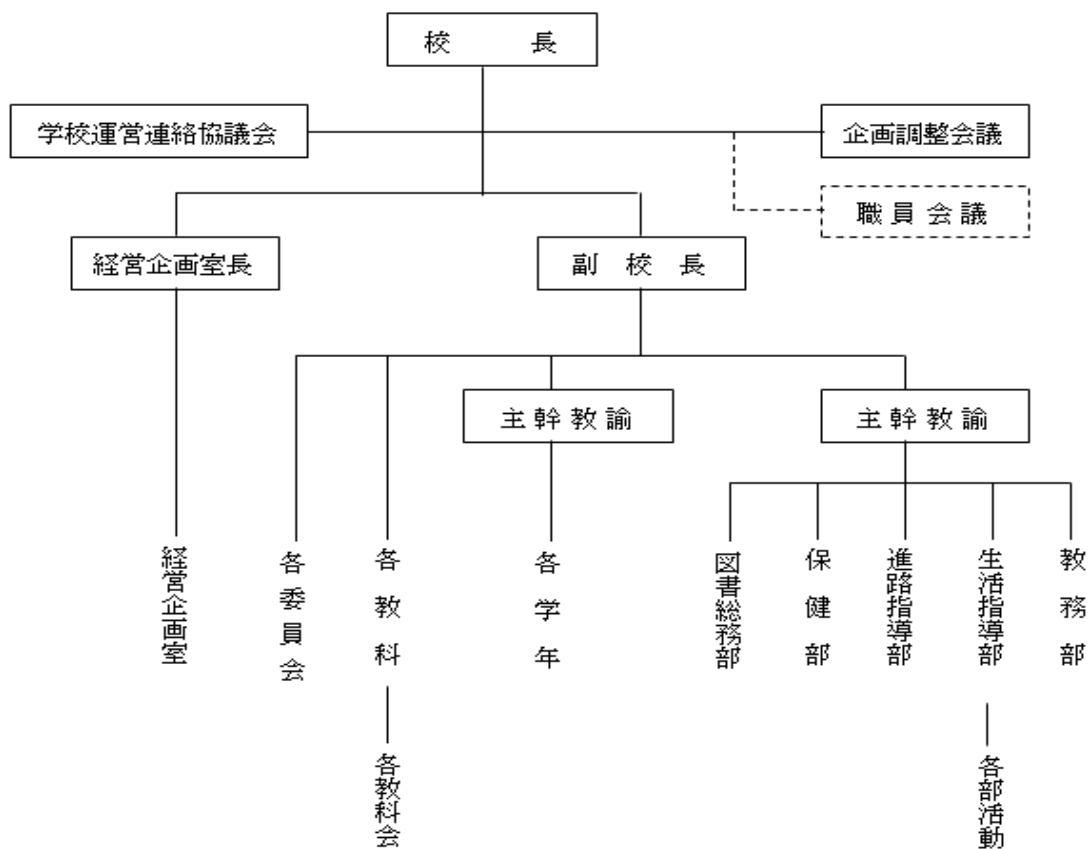 校長
学校運営連絡協議会
企画調整会議
職員会議
経営企画室長
副校長
主幹教諭
主幹教諭
経営企画室
各委員会
各教科
各学年
図書総務部
保健部
進路指導部
生活指導部
教務部
各教科会
各部活動